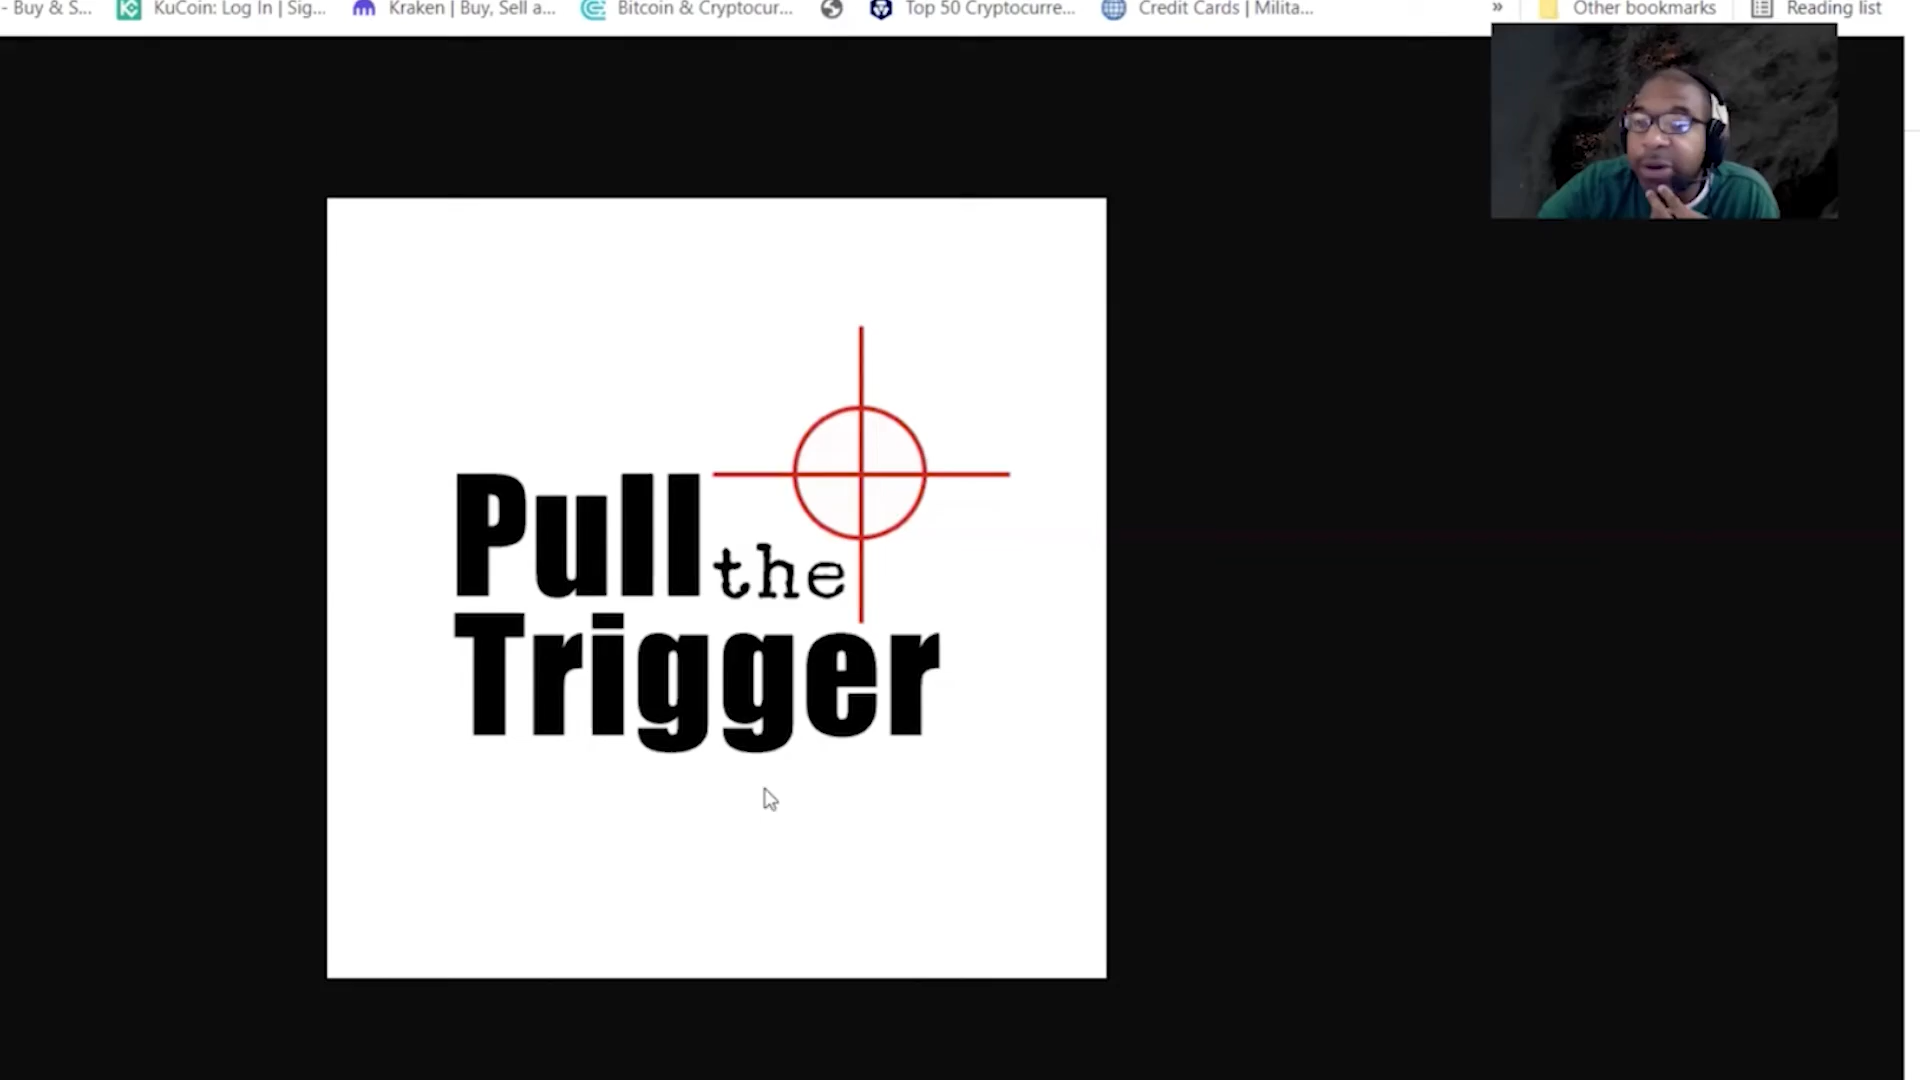 - Buy & S... KuCoin: Log In | Sig... Kraken | Buy, Sell a... Bitcoin & Cryptocur... Top 50 Cryptocurre... Credit Cards | Milita... » Other bookmarks Reading list
Pull the
Trigger